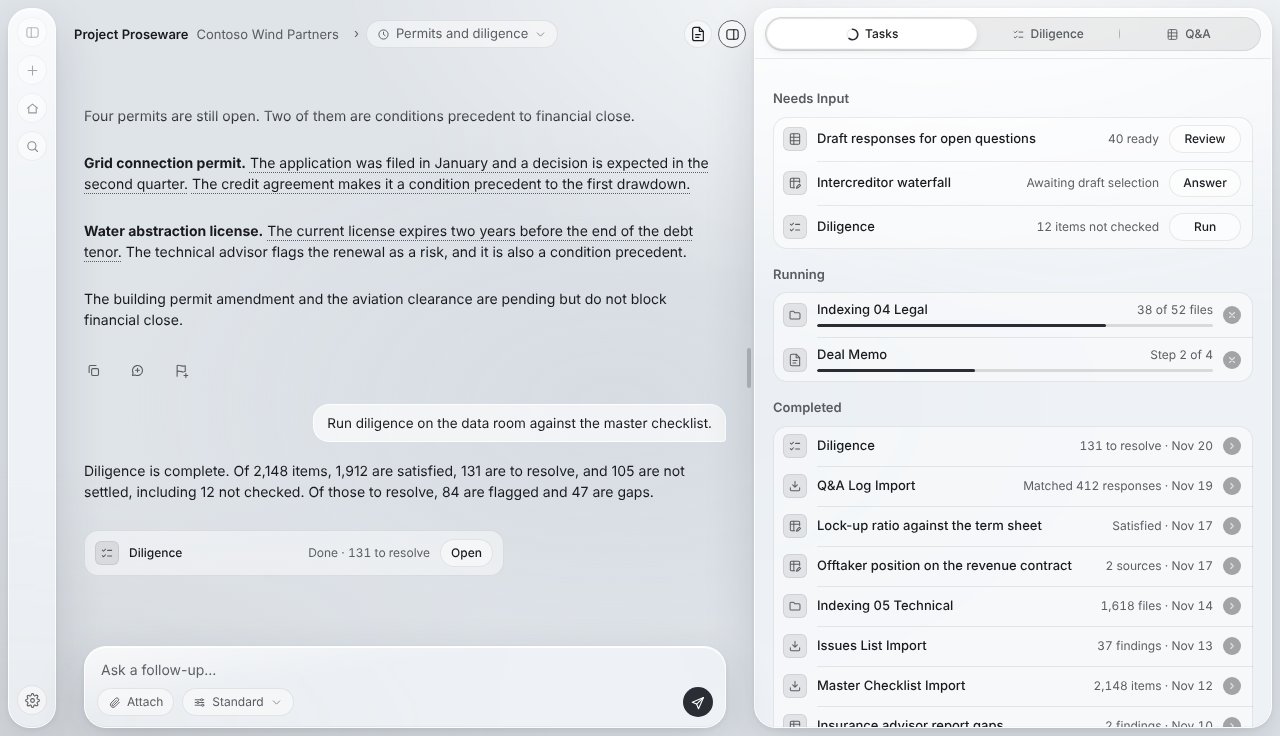 Project Proseware Contoso Wind Partners › Permits and diligence
Four permits are still open. Two of them are conditions precedent to financial close.
Grid connection permit. The application was filed in January and a decision is expected in the
second quarter. The credit agreement makes it a condition precedent to the first drawdown.
Water abstraction license. The current license expires two years before the end of the debt
tenor. The technical advisor flags the renewal as a risk, and it is also a condition precedent.
The building permit amendment and the aviation clearance are pending but do not block
financial close.
Run diligence on the data room against the master checklist.
Diligence is complete. Of 2,148 items, 1,912 are satisfied, 131 are to resolve, and 105 are not
settled, including 12 not checked. Of those to resolve, 84 are flagged and 47 are gaps.
Diligence Done · 131 to resolve Open
Ask a follow-up...
Attach Standard
Tasks Diligence Q&A
Needs Input
Draft responses for open questions 40 ready Review
Intercreditor waterfall Awaiting draft selection Answer
Diligence 12 items not checked Run
Running
Indexing 04 Legal 38 of 52 files
Deal Memo Step 2 of 4
Completed
Diligence 131 to resolve · Nov 20
Q&A Log Import Matched 412 responses · Nov 19
Lock-up ratio against the term sheet Satisfied · Nov 17
Offtaker position on the revenue contract 2 sources · Nov 17
Indexing 05 Technical 1,618 files · Nov 14
Issues List Import 37 findings · Nov 13
Master Checklist Import 2,148 items · Nov 12
Insurance advisor report gaps 2 findings · Nov 10